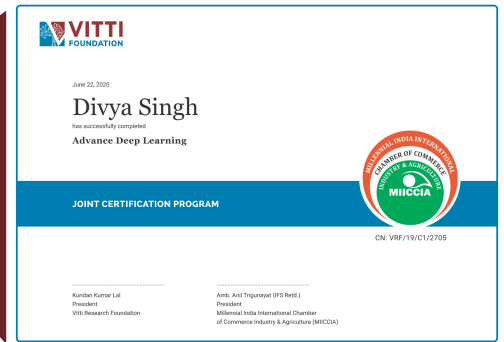 VITTI
FOUNDATION
June 22, 2020
Divya Singh
has successfully completed
Advance Deep Learning
JOINT CERTIFICATION PROGRAM
MILLENNIAL INDIA INTERNATIONAL
CHAMBER OF COMMERCE
INDUSTRY & AGRICULTURE
MIICCIA
CN: VRF/19/C1/2705
Kundan Kumar Lal
President
Vitti Research Foundation
Amb. Anil Trigunayat (IFS Retd.)
President
Millennial India International Chamber
of Commerce Industry & Agriculture (MIICCIA)